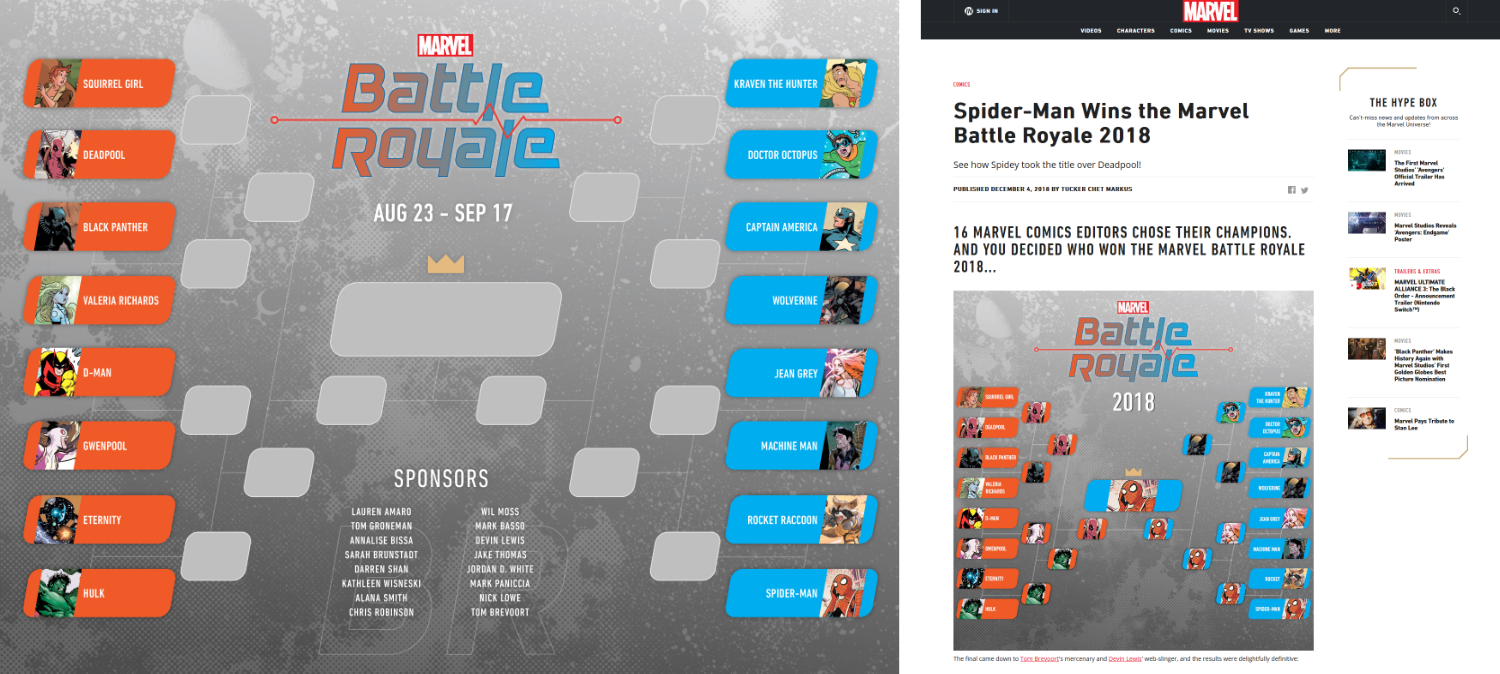 MARVEL
Battle
Royale
AUG 23 - SEP 17
SQUIRREL GIRL
DEADPOOL
BLACK PANTHER
VALERIA RICHARDS
D-MAN
GWENPOOL
ETERNITY
HULK
KRAVEN THE HUNTER
DOCTOR OCTOPUS
CAPTAIN AMERICA
WOLVERINE
JEAN GREY
MACHINE MAN
ROCKET RACCOON
SPIDER-MAN
SPONSORS
LAUREN AMARO
TOM GRONEMAN
ANNALISE BISSA
SARAH BRUNSTADT
DARREN SHAN
KATHLEEN WISNESKI
ALANA SMITH
CHRIS ROBINSON
WIL MOSS
MARK BASSO
DEVIN LEWIS
JAKE THOMAS
JORDAN D. WHITE
MARK PANICCIA
NICK LOWE
TOM BREVOORT
BR
SIGN IN
MARVEL
VIDEOS CHARACTERS COMICS MOVIES TV SHOWS GAMES MORE
COMICS
Spider-Man Wins the Marvel
Battle Royale 2018
See how Spidey took the title over Deadpool!
PUBLISHED DECEMBER 4, 2018 BY TUCKER CHET MARKUS
16 MARVEL COMICS EDITORS CHOSE THEIR CHAMPIONS.
AND YOU DECIDED WHO WON THE MARVEL BATTLE ROYALE
2018...
MARVEL
Battle
Royale
2018
SQUIRREL GIRL
DEADPOOL
BLACK PANTHER
VALERIA
RICHARDS
D-MAN
GWENPOOL
ETERNITY
HULK
KRAVEN
THE HUNTER
DOCTOR
OCTOPUS
CAPTAIN
AMERICA
WOLVERINE
JEAN GREY
MACHINE MAN
ROCKET
SPIDER-MAN
The final came down to Tom Brevoort's mercenary and Devin Lewis' web-slinger, and the results were delightfully definitive:
THE HYPE BOX
Can't-miss news and updates from across
the Marvel Universe!
MOVIES
The First Marvel
Studios' 'Avengers'
Official Trailer Has
Arrived
MOVIES
Marvel Studios Reveals
'Avengers: Endgame'
Poster
TRAILERS & EXTRAS
MARVEL ULTIMATE
ALLIANCE 3: The Black
Order - Announcement
Trailer (Nintendo
Switch™)
MOVIES
'Black Panther' Makes
History Again with
Marvel Studios' First
Golden Globes Best
Picture Nomination
COMICS
Marvel Pays Tribute to
Stan Lee